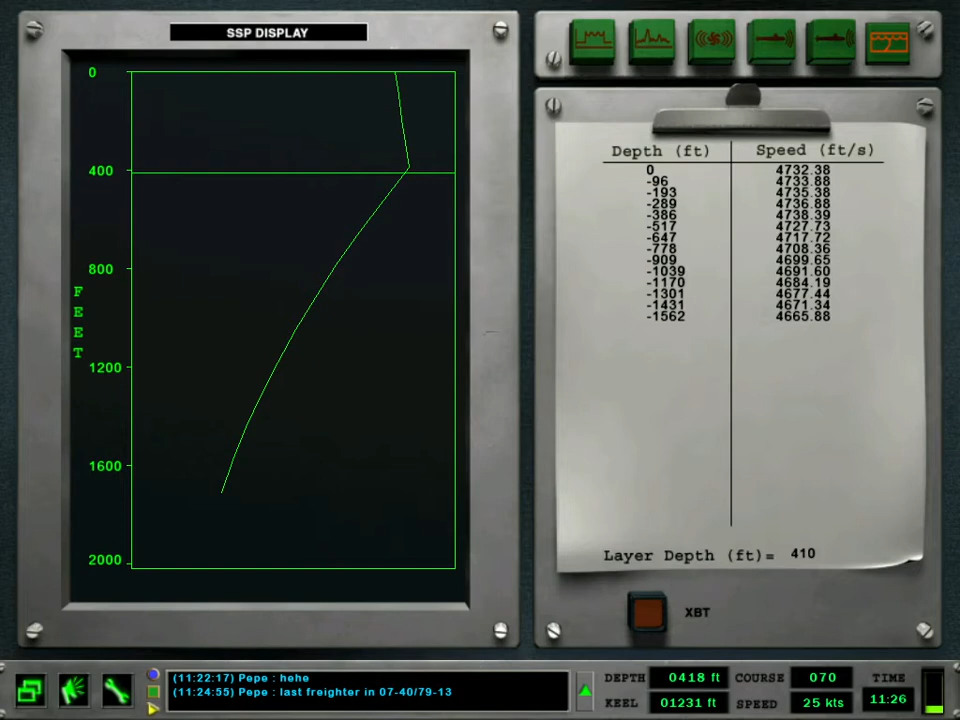 SSP DISPLAY
0
400
800
1200
1600
2000
FEET
Depth (ft) Speed (ft/s)
0 4732.38
-96 4733.88
-193 4735.38
-289 4736.88
-386 4738.39
-517 4727.73
-647 4717.72
-778 4708.36
-909 4699.65
-1039 4691.60
-1170 4684.19
-1301 4677.44
-1431 4671.34
-1562 4665.88
Layer Depth (ft)= 410
XBT
(11:22:17) Pepe : hehe
(11:24:55) Pepe : last freighter in 07-40/79-13
DEPTH 0418 ft COURSE 070 TIME
KEEL 01231 ft SPEED 25 kts 11:26